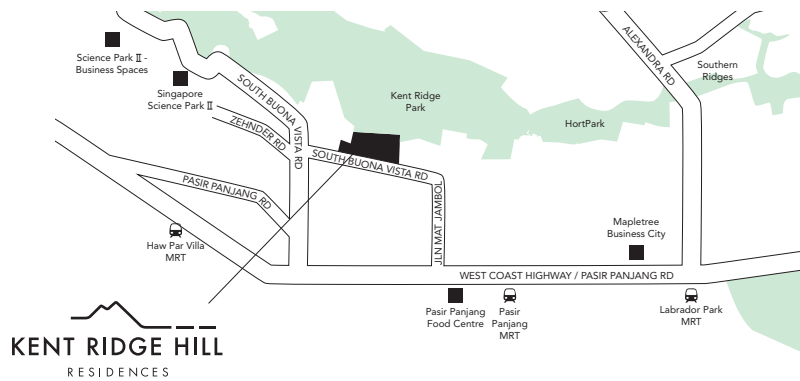 Science Park II -
Business Spaces
Singapore
Science Park II
SOUTH BUONA VISTA RD
ZEHNDER RD
SOUTH BUONA VISTA RD
PASIR PANJANG RD
JLN MAT JAMBOL
Kent Ridge
Park
HortPark
ALEXANDRA RD
Southern
Ridges
Haw Par Villa
MRT
Mapletree
Business City
WEST COAST HIGHWAY / PASIR PANJANG RD
Pasir Panjang
Food Centre
Pasir
Panjang
MRT
Labrador Park
MRT
KENT RIDGE HILL
RESIDENCES